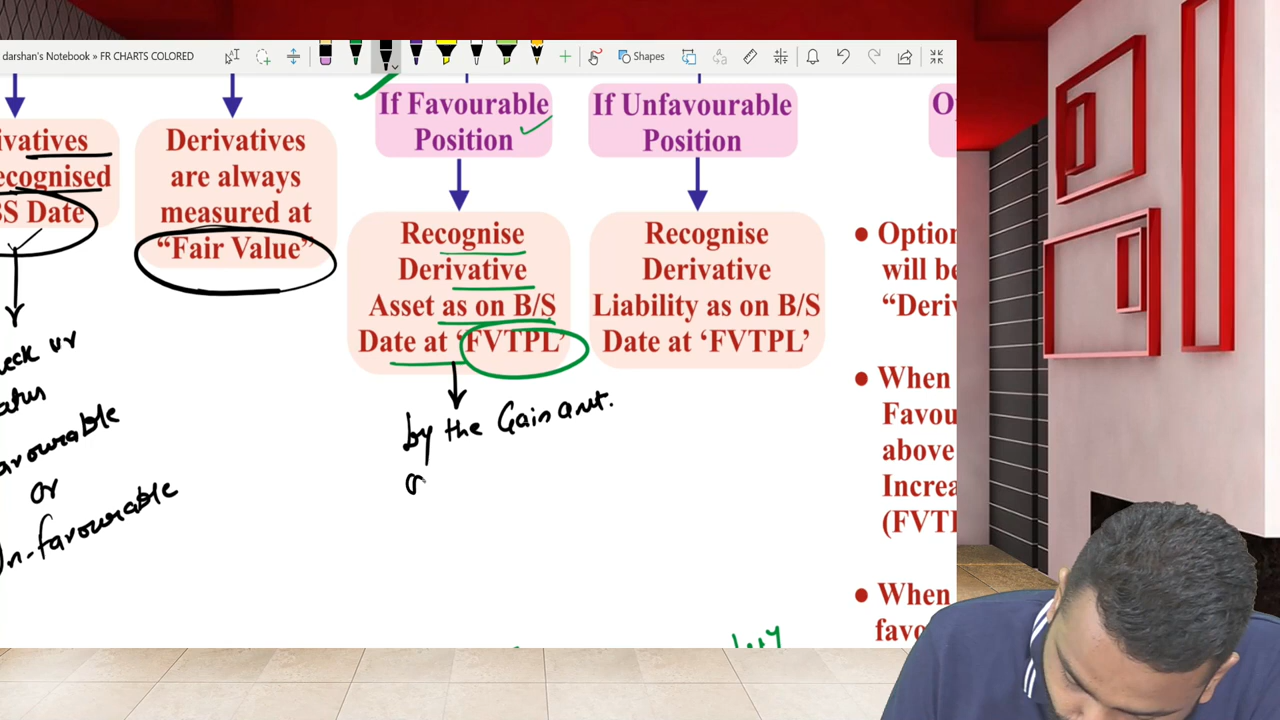 darshan's Notebook » FR CHARTS COLORED
Shapes
ivatives
ecognised
BS Date
Derivatives
are always
measured at
“Fair Value”
If Favourable
Position
Recognise
Derivative
Asset as on B/S
Date at ‘FVTPL’
If Unfavourable
Position
Recognise
Derivative
Liability as on B/S
Date at ‘FVTPL’
● Option
will be
“Deriv
● When
Favou
above
Increa
(FVTI
● When
favo
by the Gain amt.
avourable
or
Un-favourable